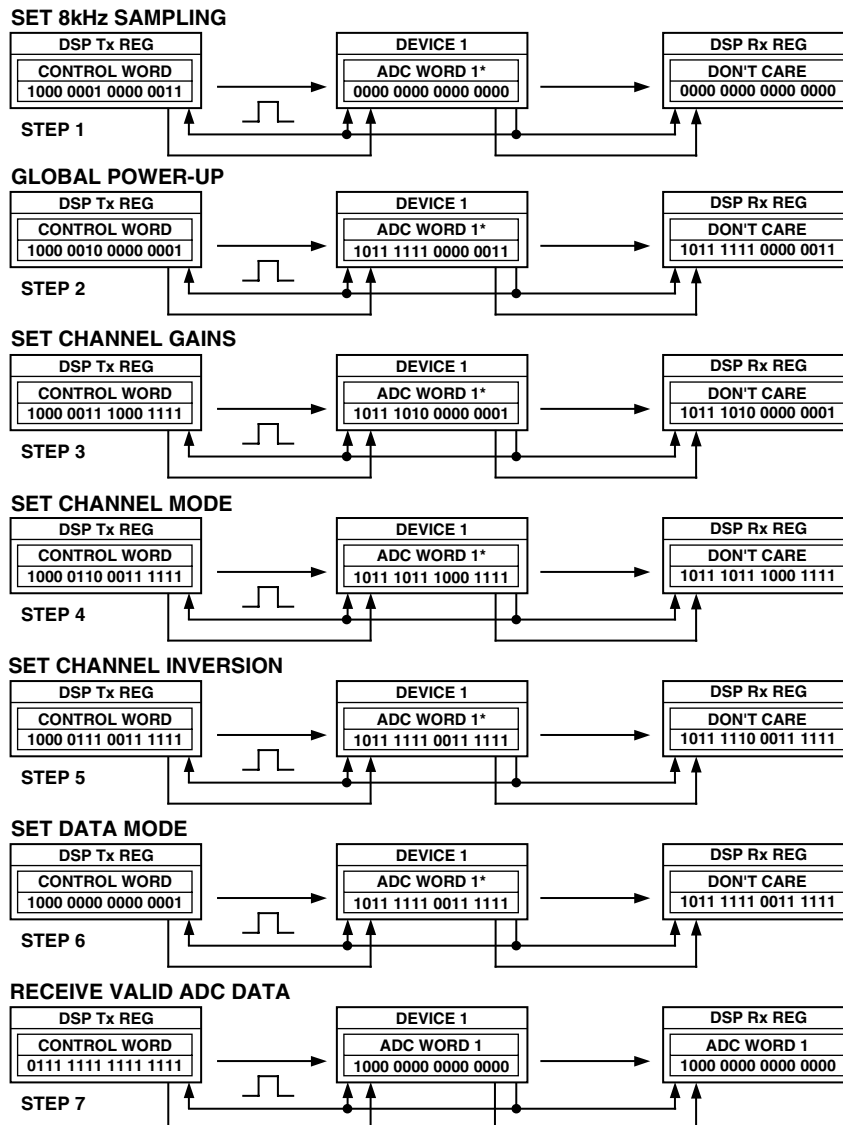 SET 8kHz SAMPLING
DSP Tx REG DEVICE 1 DSP Rx REG
CONTROL WORD ADC WORD 1* DON'T CARE
1000 0001 0000 0011 0000 0000 0000 0000 0000 0000 0000 0000
STEP 1
GLOBAL POWER-UP
DSP Tx REG DEVICE 1 DSP Rx REG
CONTROL WORD ADC WORD 1* DON'T CARE
1000 0010 0000 0001 1011 1111 0000 0011 1011 1111 0000 0011
STEP 2
SET CHANNEL GAINS
DSP Tx REG DEVICE 1 DSP Rx REG
CONTROL WORD ADC WORD 1* DON'T CARE
1000 0011 1000 1111 1011 1010 0000 0001 1011 1010 0000 0001
STEP 3
SET CHANNEL MODE
DSP Tx REG DEVICE 1 DSP Rx REG
CONTROL WORD ADC WORD 1* DON'T CARE
1000 0110 0011 1111 1011 1011 1000 1111 1011 1011 1000 1111
STEP 4
SET CHANNEL INVERSION
DSP Tx REG DEVICE 1 DSP Rx REG
CONTROL WORD ADC WORD 1* DON'T CARE
1000 0111 0011 1111 1011 1111 0011 1111 1011 1110 0011 1111
STEP 5
SET DATA MODE
DSP Tx REG DEVICE 1 DSP Rx REG
CONTROL WORD ADC WORD 1* DON'T CARE
1000 0000 0000 0001 1011 1111 0011 1111 1011 1111 0011 1111
STEP 6
RECEIVE VALID ADC DATA
DSP Tx REG DEVICE 1 DSP Rx REG
CONTROL WORD ADC WORD 1 ADC WORD 1
0111 1111 1111 1111 1000 0000 0000 0000 1000 0000 0000 0000
STEP 7